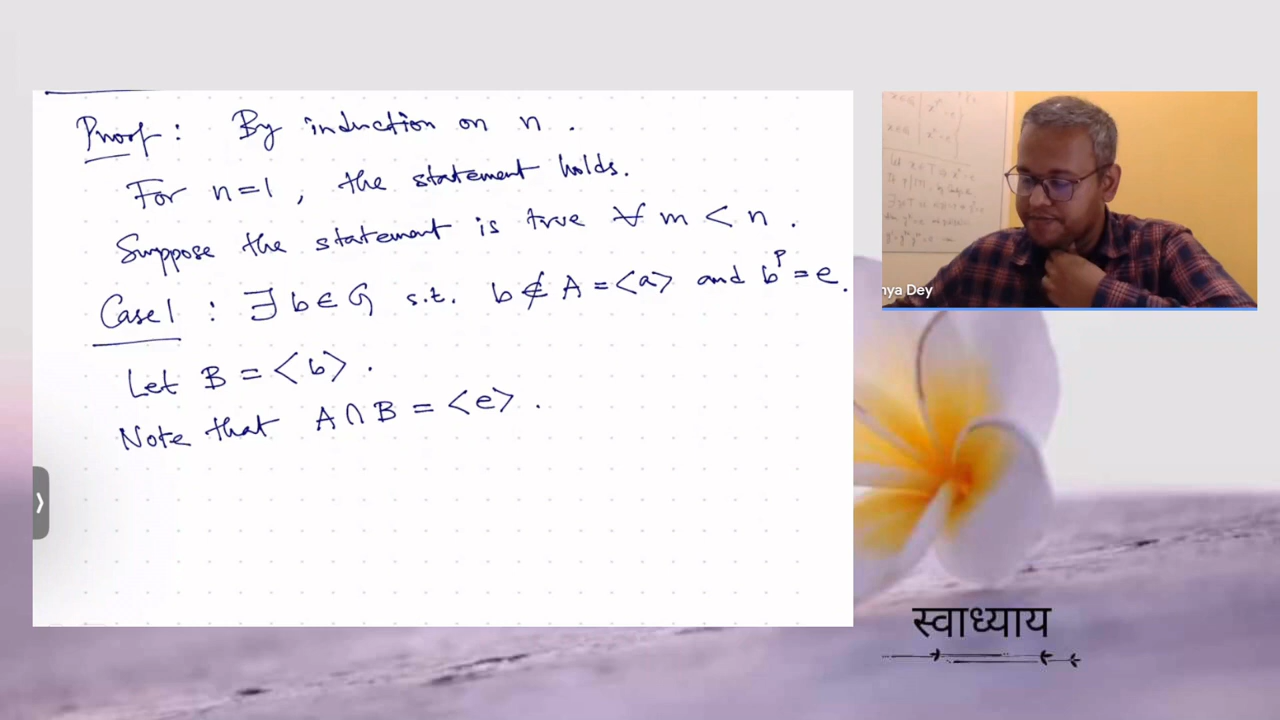 Proof : By induction on n .
For n=1 , the statement holds.
Suppose the statement is true ∀ m < n .
Case 1 : ∃ b ∈ G s.t. b ∉ A = <a> and b^p = e .
Let B = <b> .
Note that A ∩ B = <e> .
nya Dey
स्वाध्याय